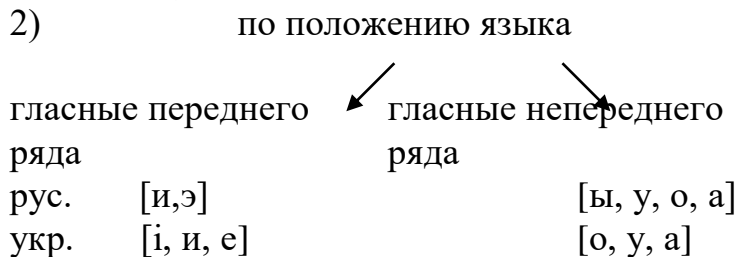 2) по положению языка
гласные переднего гласные непереднего
ряда ряда
рус. [и,э] [ы, у, о, а]
укр. [і, и, е] [о, у, а]